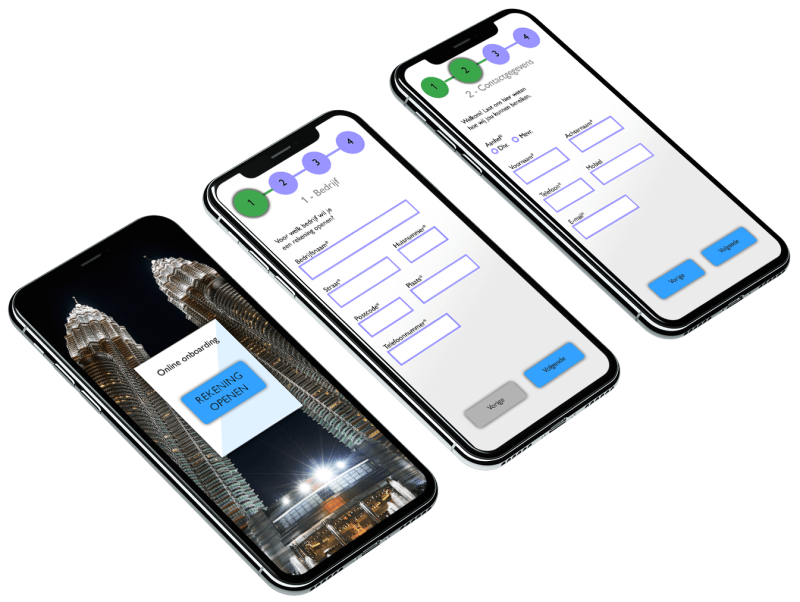 Online onboarding
REKENING
OPENEN
1
2
3
4
1 - Bedrijf
Voor welk bedrijf wil je
een rekening openen?
Bedrijfsnaam*
Straat*
Huisnummer*
Postcode*
Plaats*
Telefoonnummer*
Vorige
Volgende
1
2
3
4
2 - Contactgegevens
Welkom! Laat ons hier weten
hoe wij jou kunnen bereiken.
Aanhef*
Dhr.
Mevr.
Voornaam*
Achternaam*
Telefoon*
Mobiel
E-mail*
Vorige
Volgende